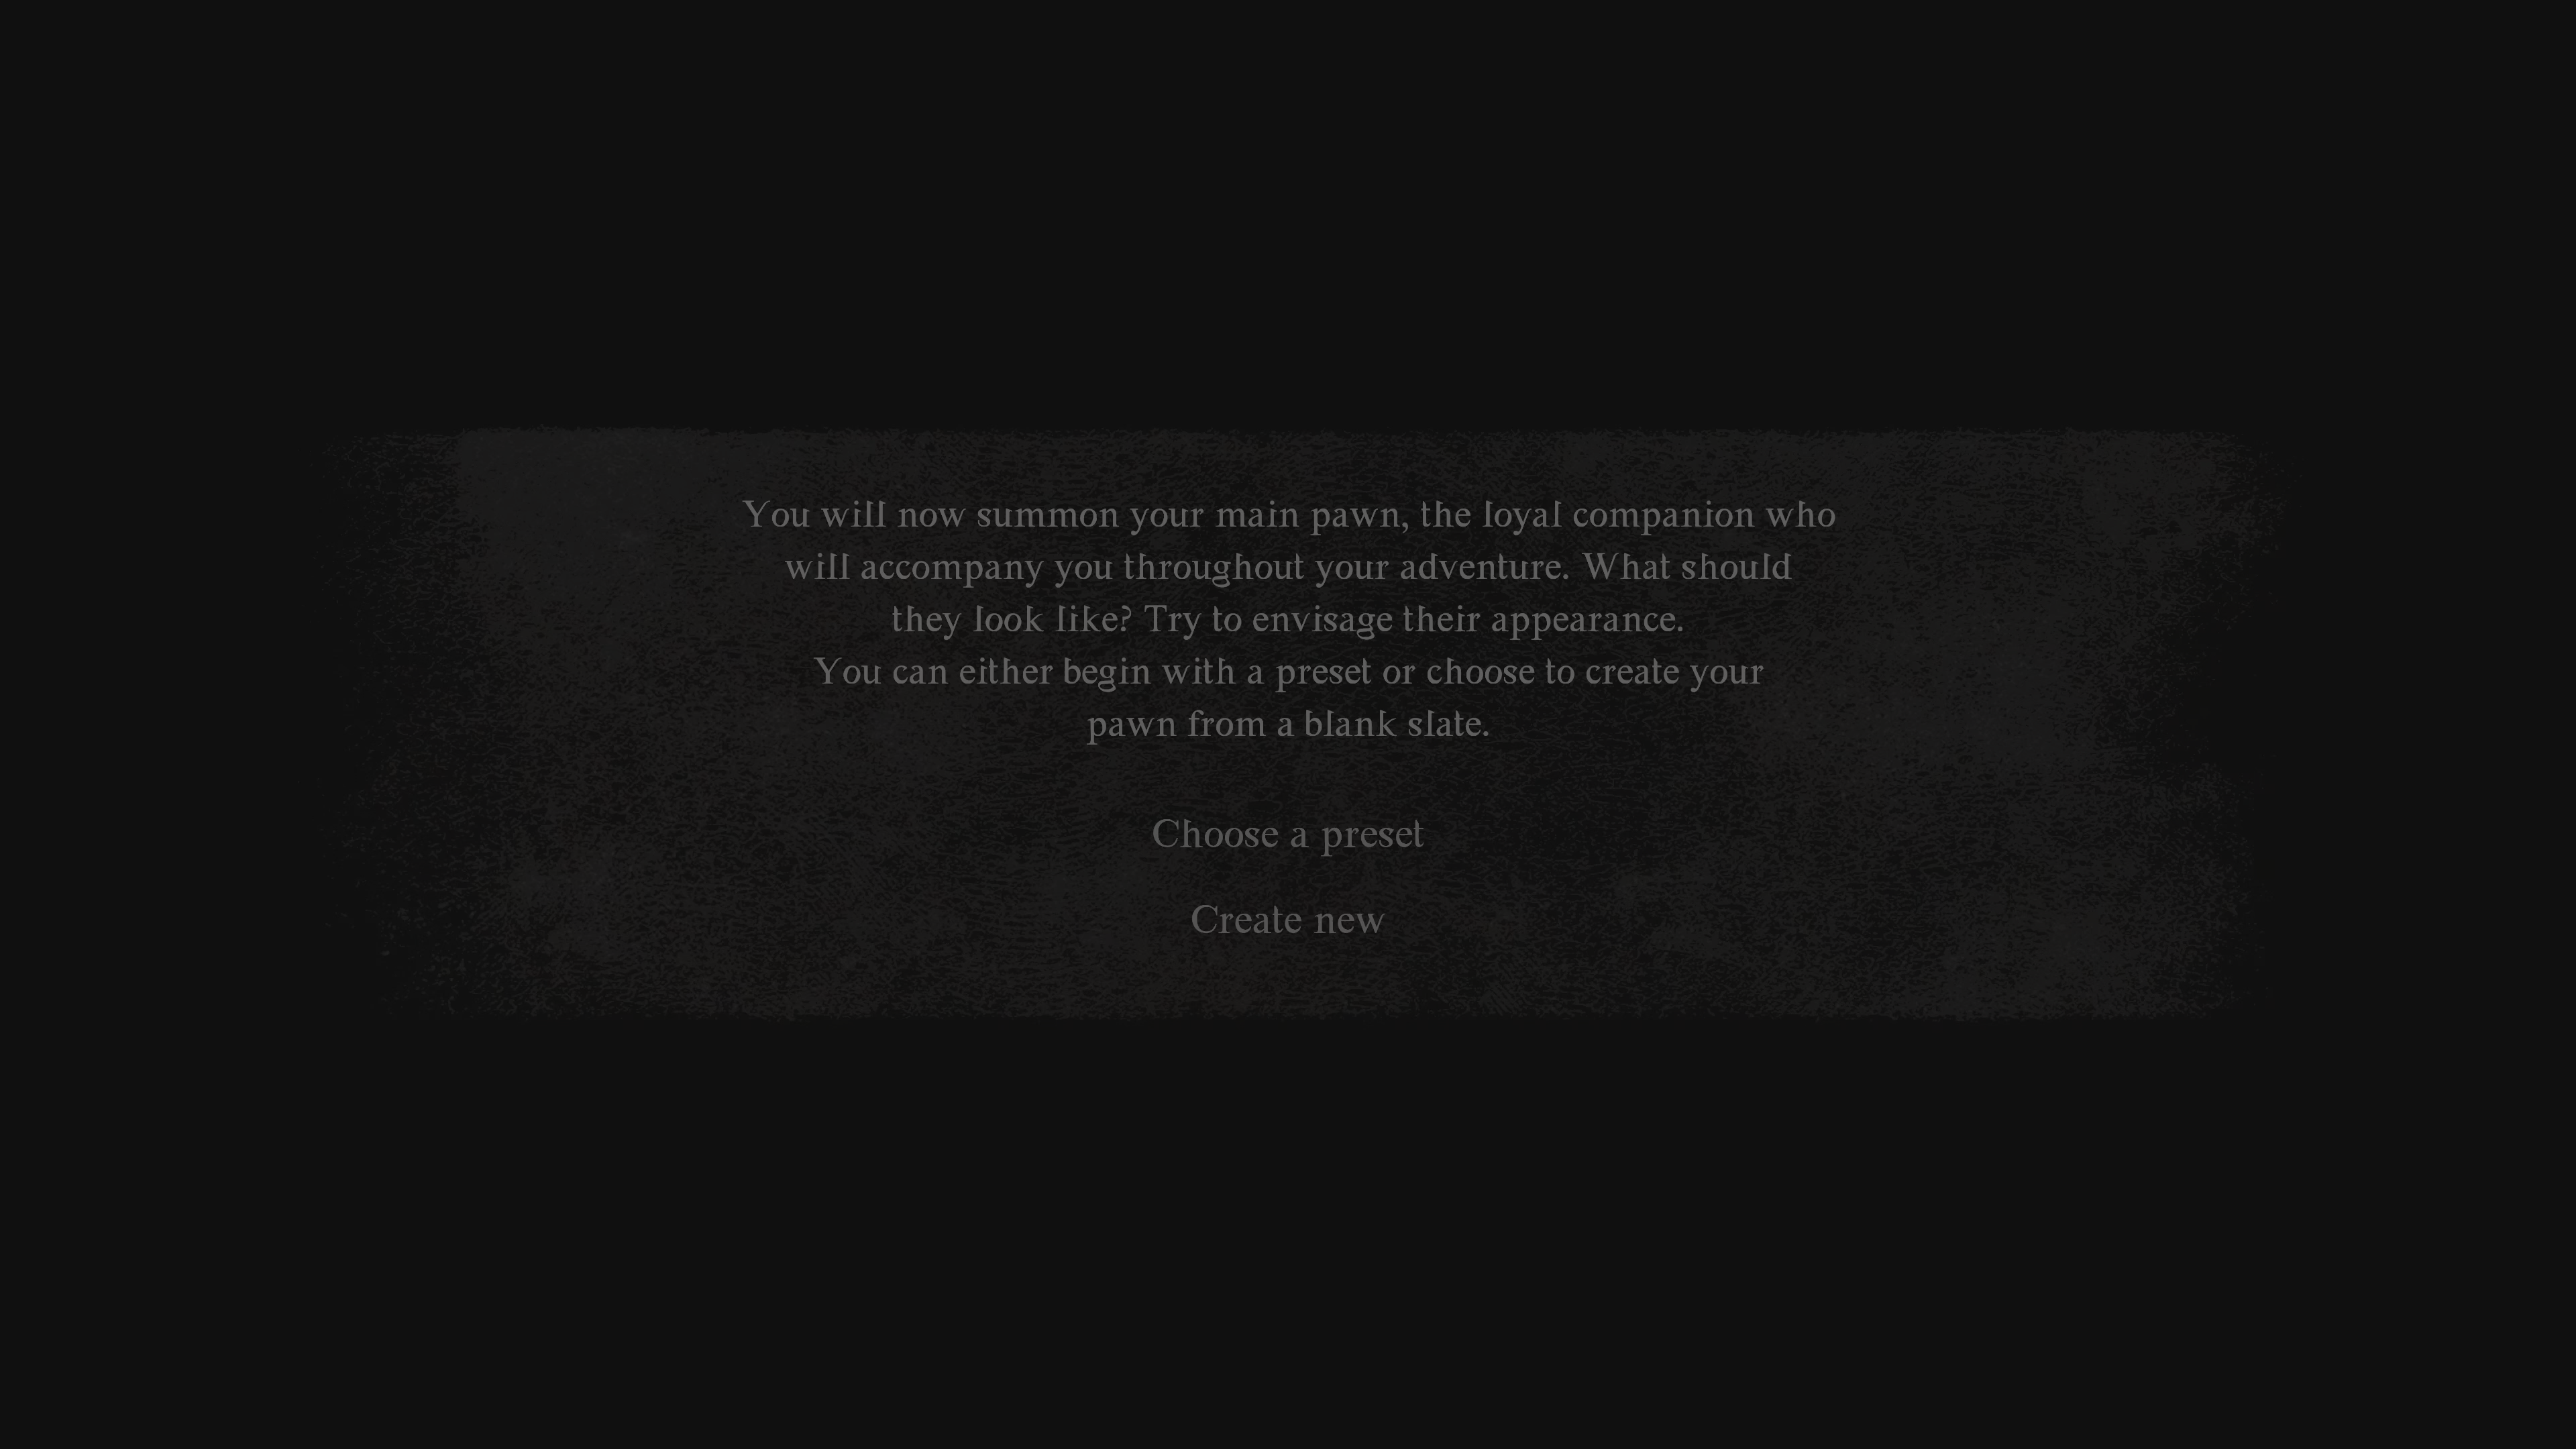 You will now summon your main pawn, the loyal companion who
will accompany you throughout your adventure. What should
they look like? Try to envisage their appearance.
You can either begin with a preset or choose to create your
pawn from a blank slate.
Choose a preset
Create new